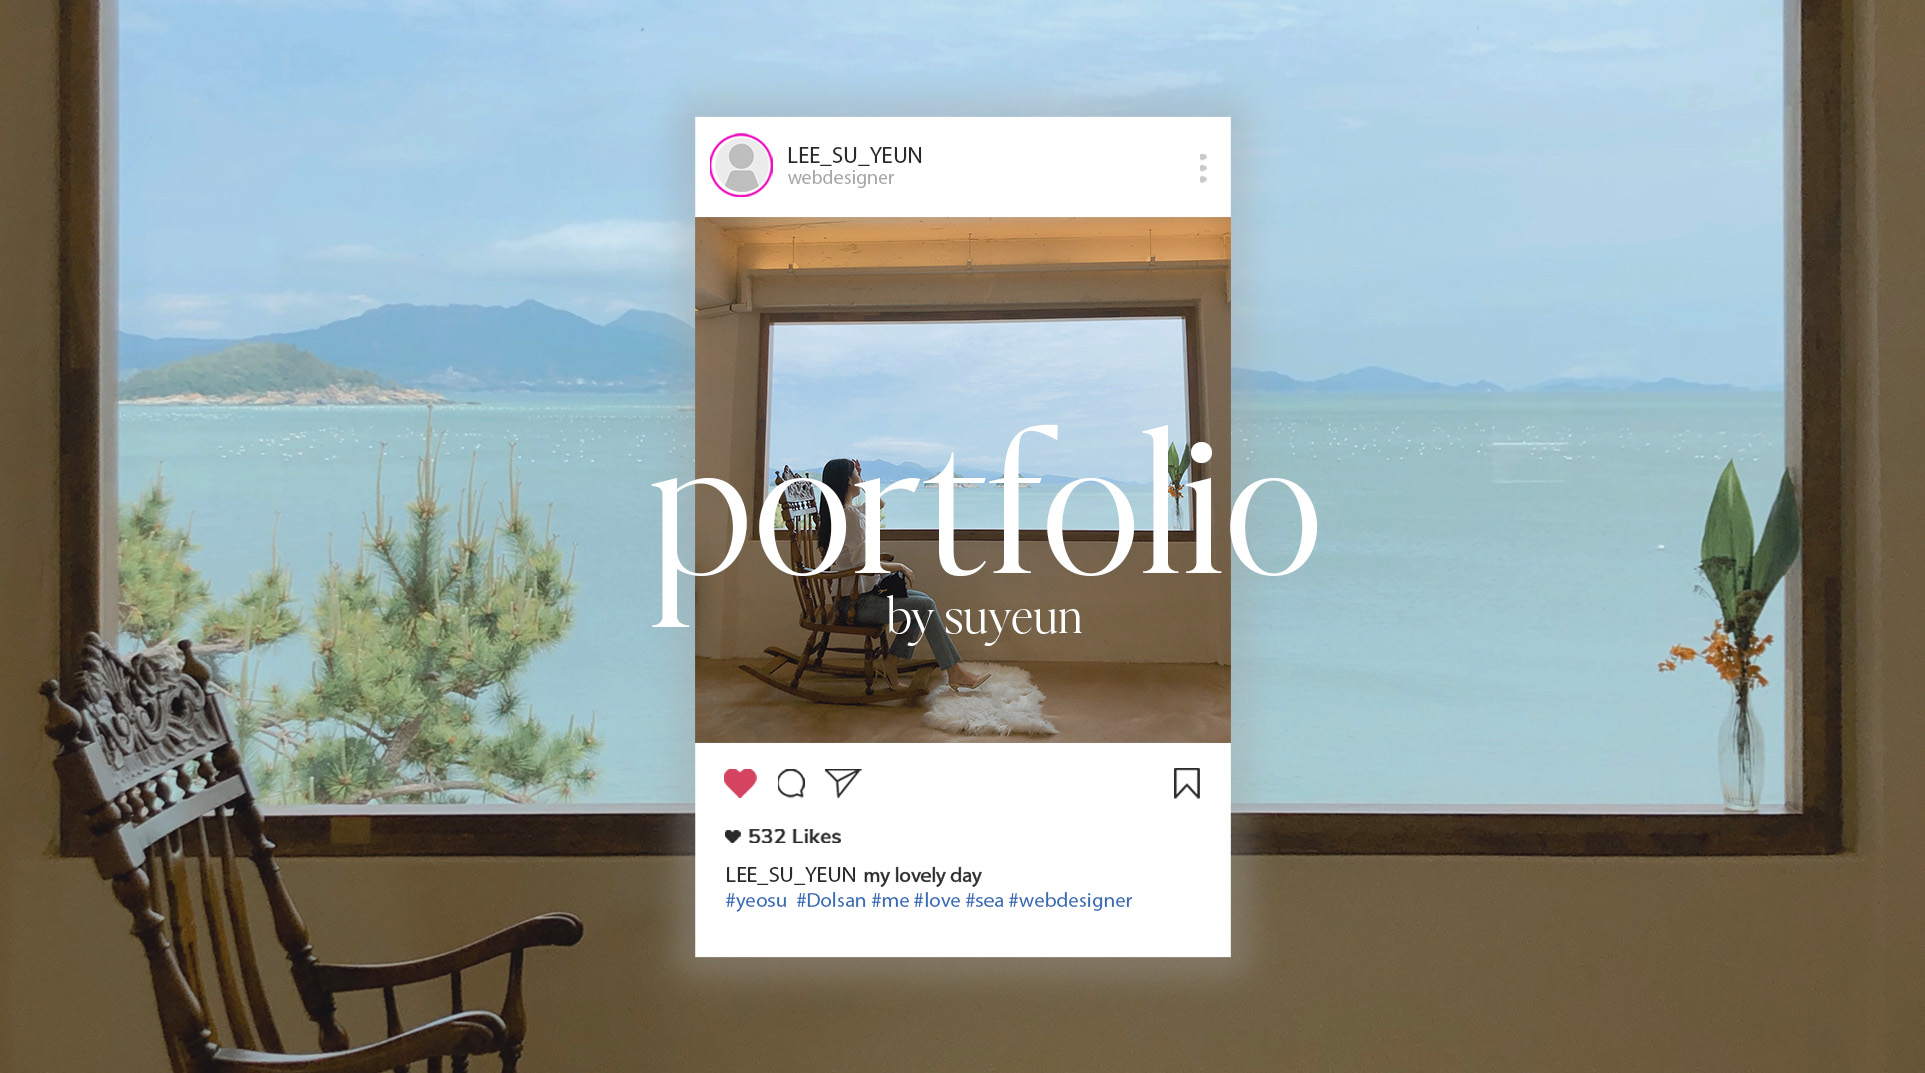 LEE_SU_YEUN
webdesigner
portfolio
by suyeun
532 Likes
LEE_SU_YEUN my lovely day
#yeosu #Dolsan #me #love #sea #webdesigner